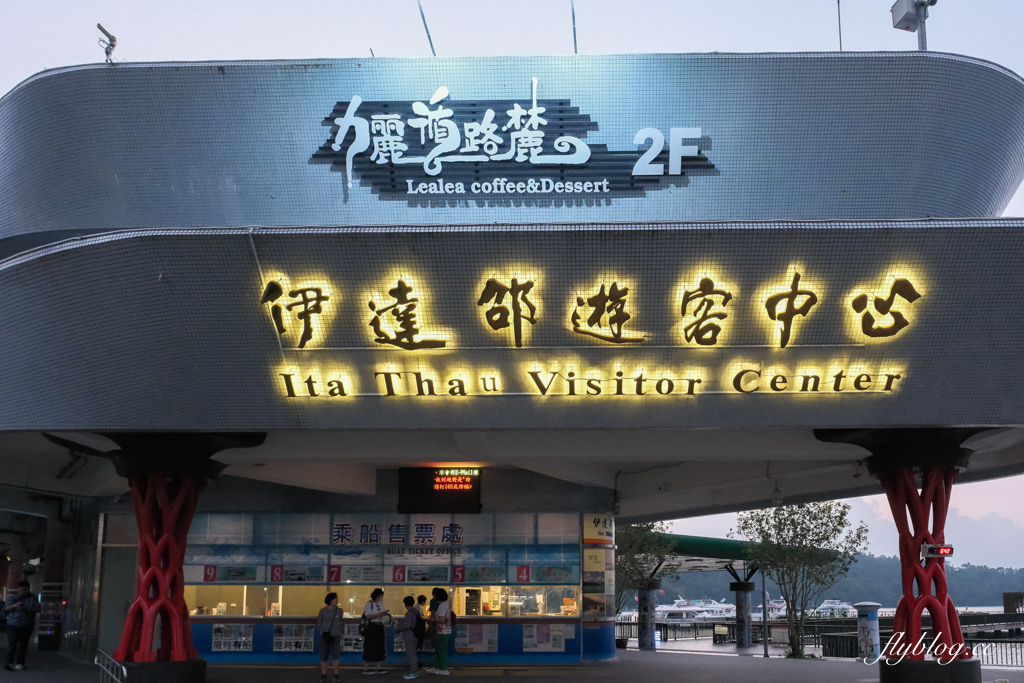 儷道路麓
2F
Lealea coffee&Dessert
伊達邵遊客中心
Ita Thau Visitor Center
乘船售票處
BOAT TICKET OFFICE
9 8 7 6 5 4
flyblog.cc